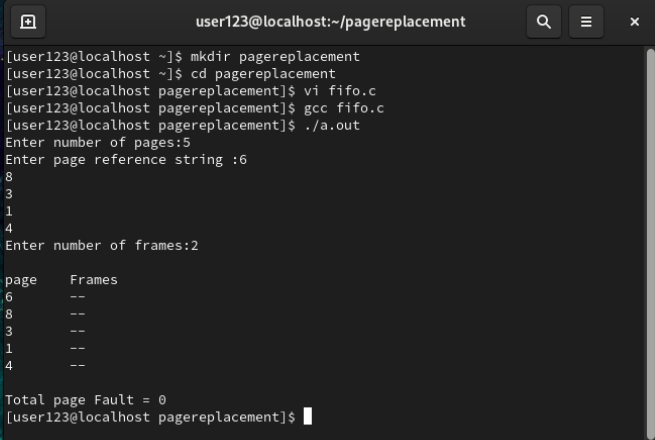 user123@localhost:~/pagereplacement
[user123@localhost ~]$ mkdir pagereplacement
[user123@localhost ~]$ cd pagereplacement
[user123@localhost pagereplacement]$ vi fifo.c
[user123@localhost pagereplacement]$ gcc fifo.c
[user123@localhost pagereplacement]$ ./a.out
Enter number of pages:5
Enter page reference string :6
8
3
1
4
Enter number of frames:2
page    Frames
6       --
8       --
3       --
1       --
4       --
Total page Fault = 0
[user123@localhost pagereplacement]$